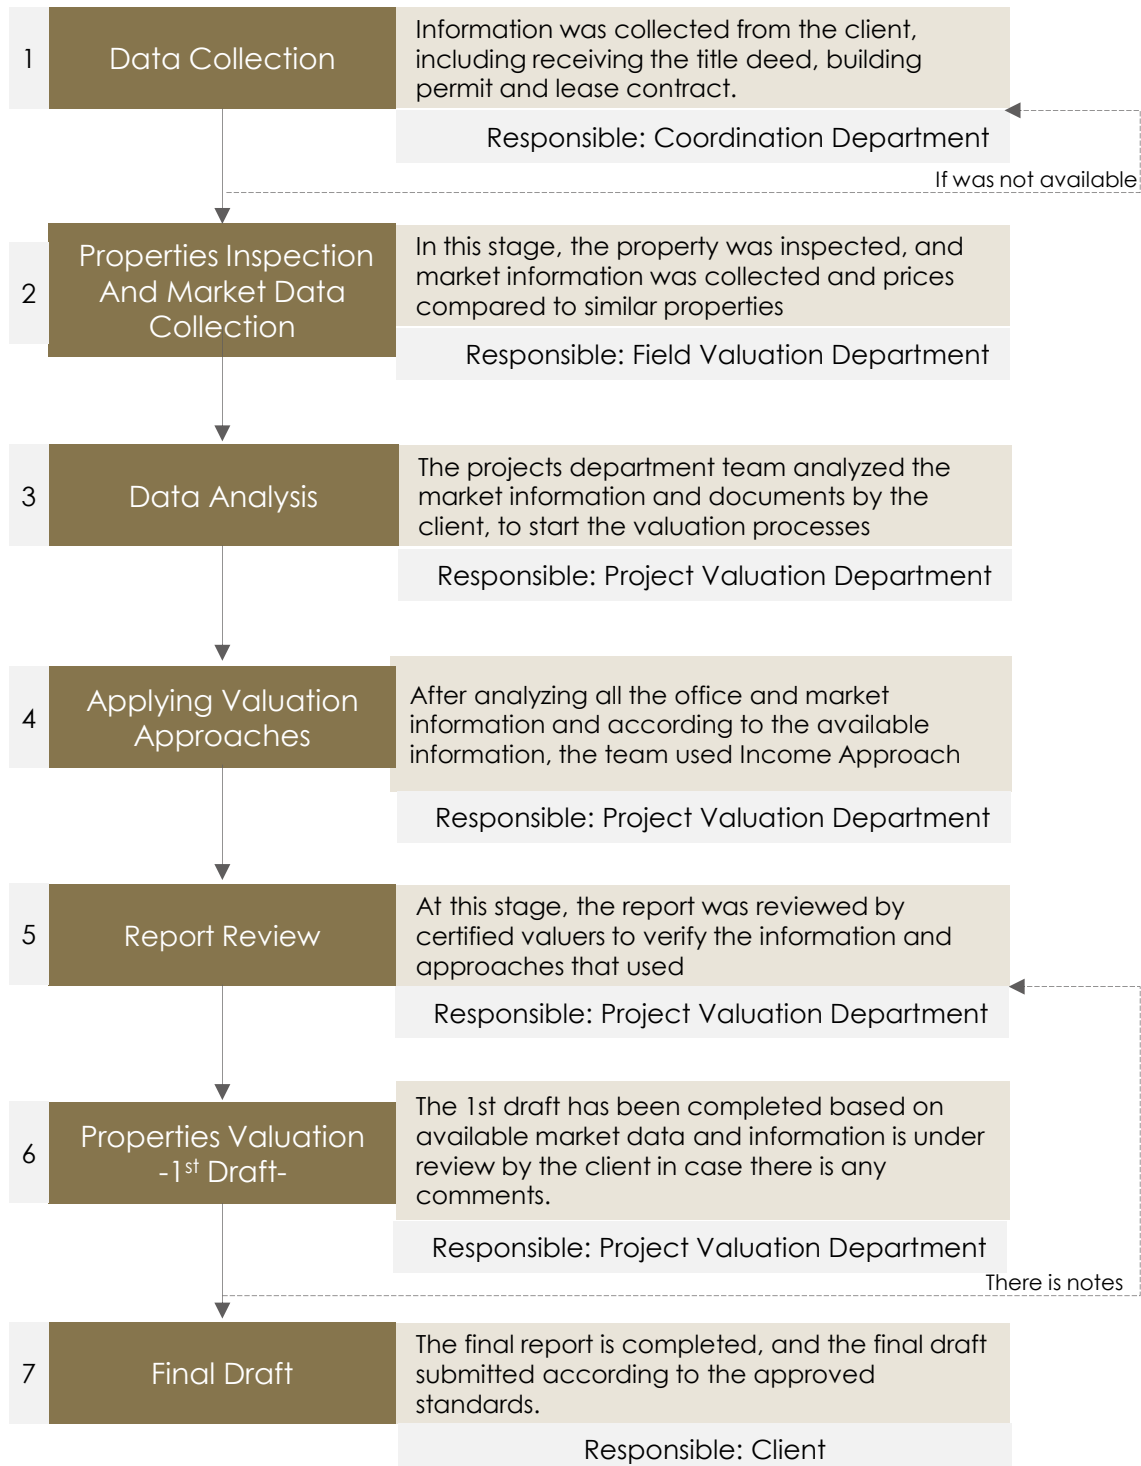 1
Data Collection
Information was collected from the client,
including receiving the title deed, building
permit and lease contract.
Responsible: Coordination Department
If was not available
2
Properties Inspection
And Market Data
Collection
In this stage, the property was inspected, and
market information was collected and prices
compared to similar properties
Responsible: Field Valuation Department
3
Data Analysis
The projects department team analyzed the
market information and documents by the
client, to start the valuation processes
Responsible: Project Valuation Department
4
Applying Valuation
Approaches
After analyzing all the office and market
information and according to the available
information, the team used Income Approach
Responsible: Project Valuation Department
5
Report Review
At this stage, the report was reviewed by
certified valuers to verify the information and
approaches that used
Responsible: Project Valuation Department
6
Properties Valuation
-1st Draft-
The 1st draft has been completed based on
available market data and information is under
review by the client in case there is any
comments.
Responsible: Project Valuation Department
There is notes
7
Final Draft
The final report is completed, and the final draft
submitted according to the approved
standards.
Responsible: Client